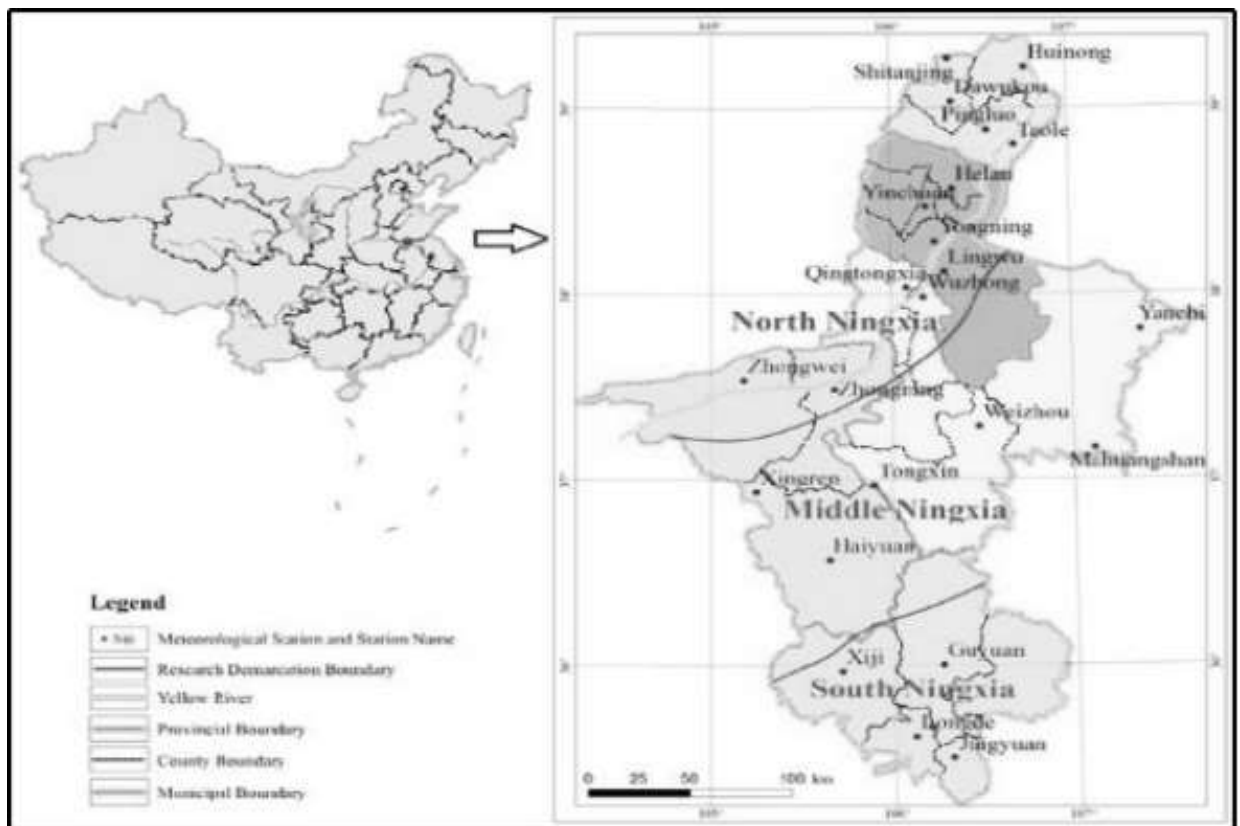 106°
107°
Huinong
Shitanjing
Dawukou
Pingluo
Taole
Helan
Yinchuan
Yongning
Lingwu
Qingtongxia
Wuzhong
North Ningxia
Yanchi
Zhongwei
Zhongning
Weizhou
Mahuangshan
Xingren
Tongxin
Middle Ningxia
Haiyuan
Guyuan
Xiji
South Ningxia
Longde
Jingyuan
0 25 50 100 km
Legend
Meteorological Station and Station Name
Research Demarcation Boundary
Yellow River
Provincial Boundary
County Boundary
Municipal Boundary